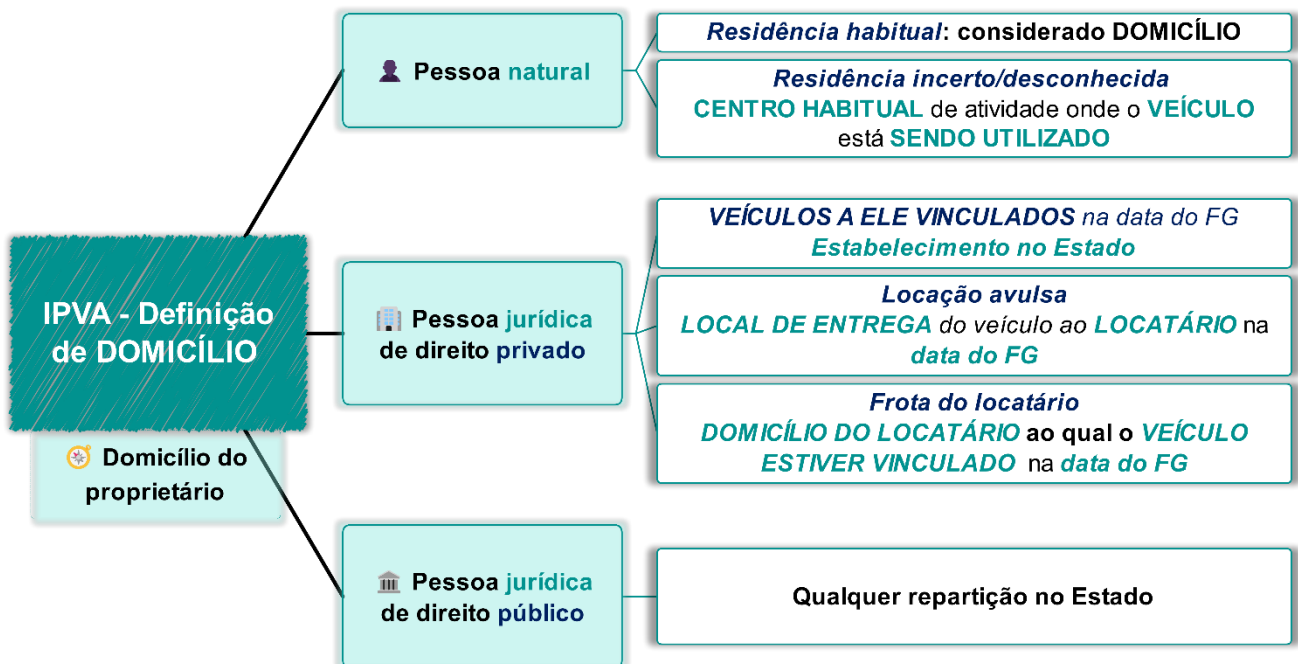 IPVA - Definição
de DOMICÍLIO
Domicílio do
proprietário
Pessoa natural
Residência habitual: considerado DOMICÍLIO
Residência incerto/desconhecida
CENTRO HABITUAL de atividade onde o VEÍCULO
está SENDO UTILIZADO
Pessoa jurídica
de direito privado
VEÍCULOS A ELE VINCULADOS na data do FG
Estabelecimento no Estado
Locação avulsa
LOCAL DE ENTREGA do veículo ao LOCATÁRIO na
data do FG
Frota do locatário
DOMICÍLIO DO LOCATÁRIO ao qual o VEÍCULO
ESTIVER VINCULADO na data do FG
Pessoa jurídica
de direito público
Qualquer repartição no Estado